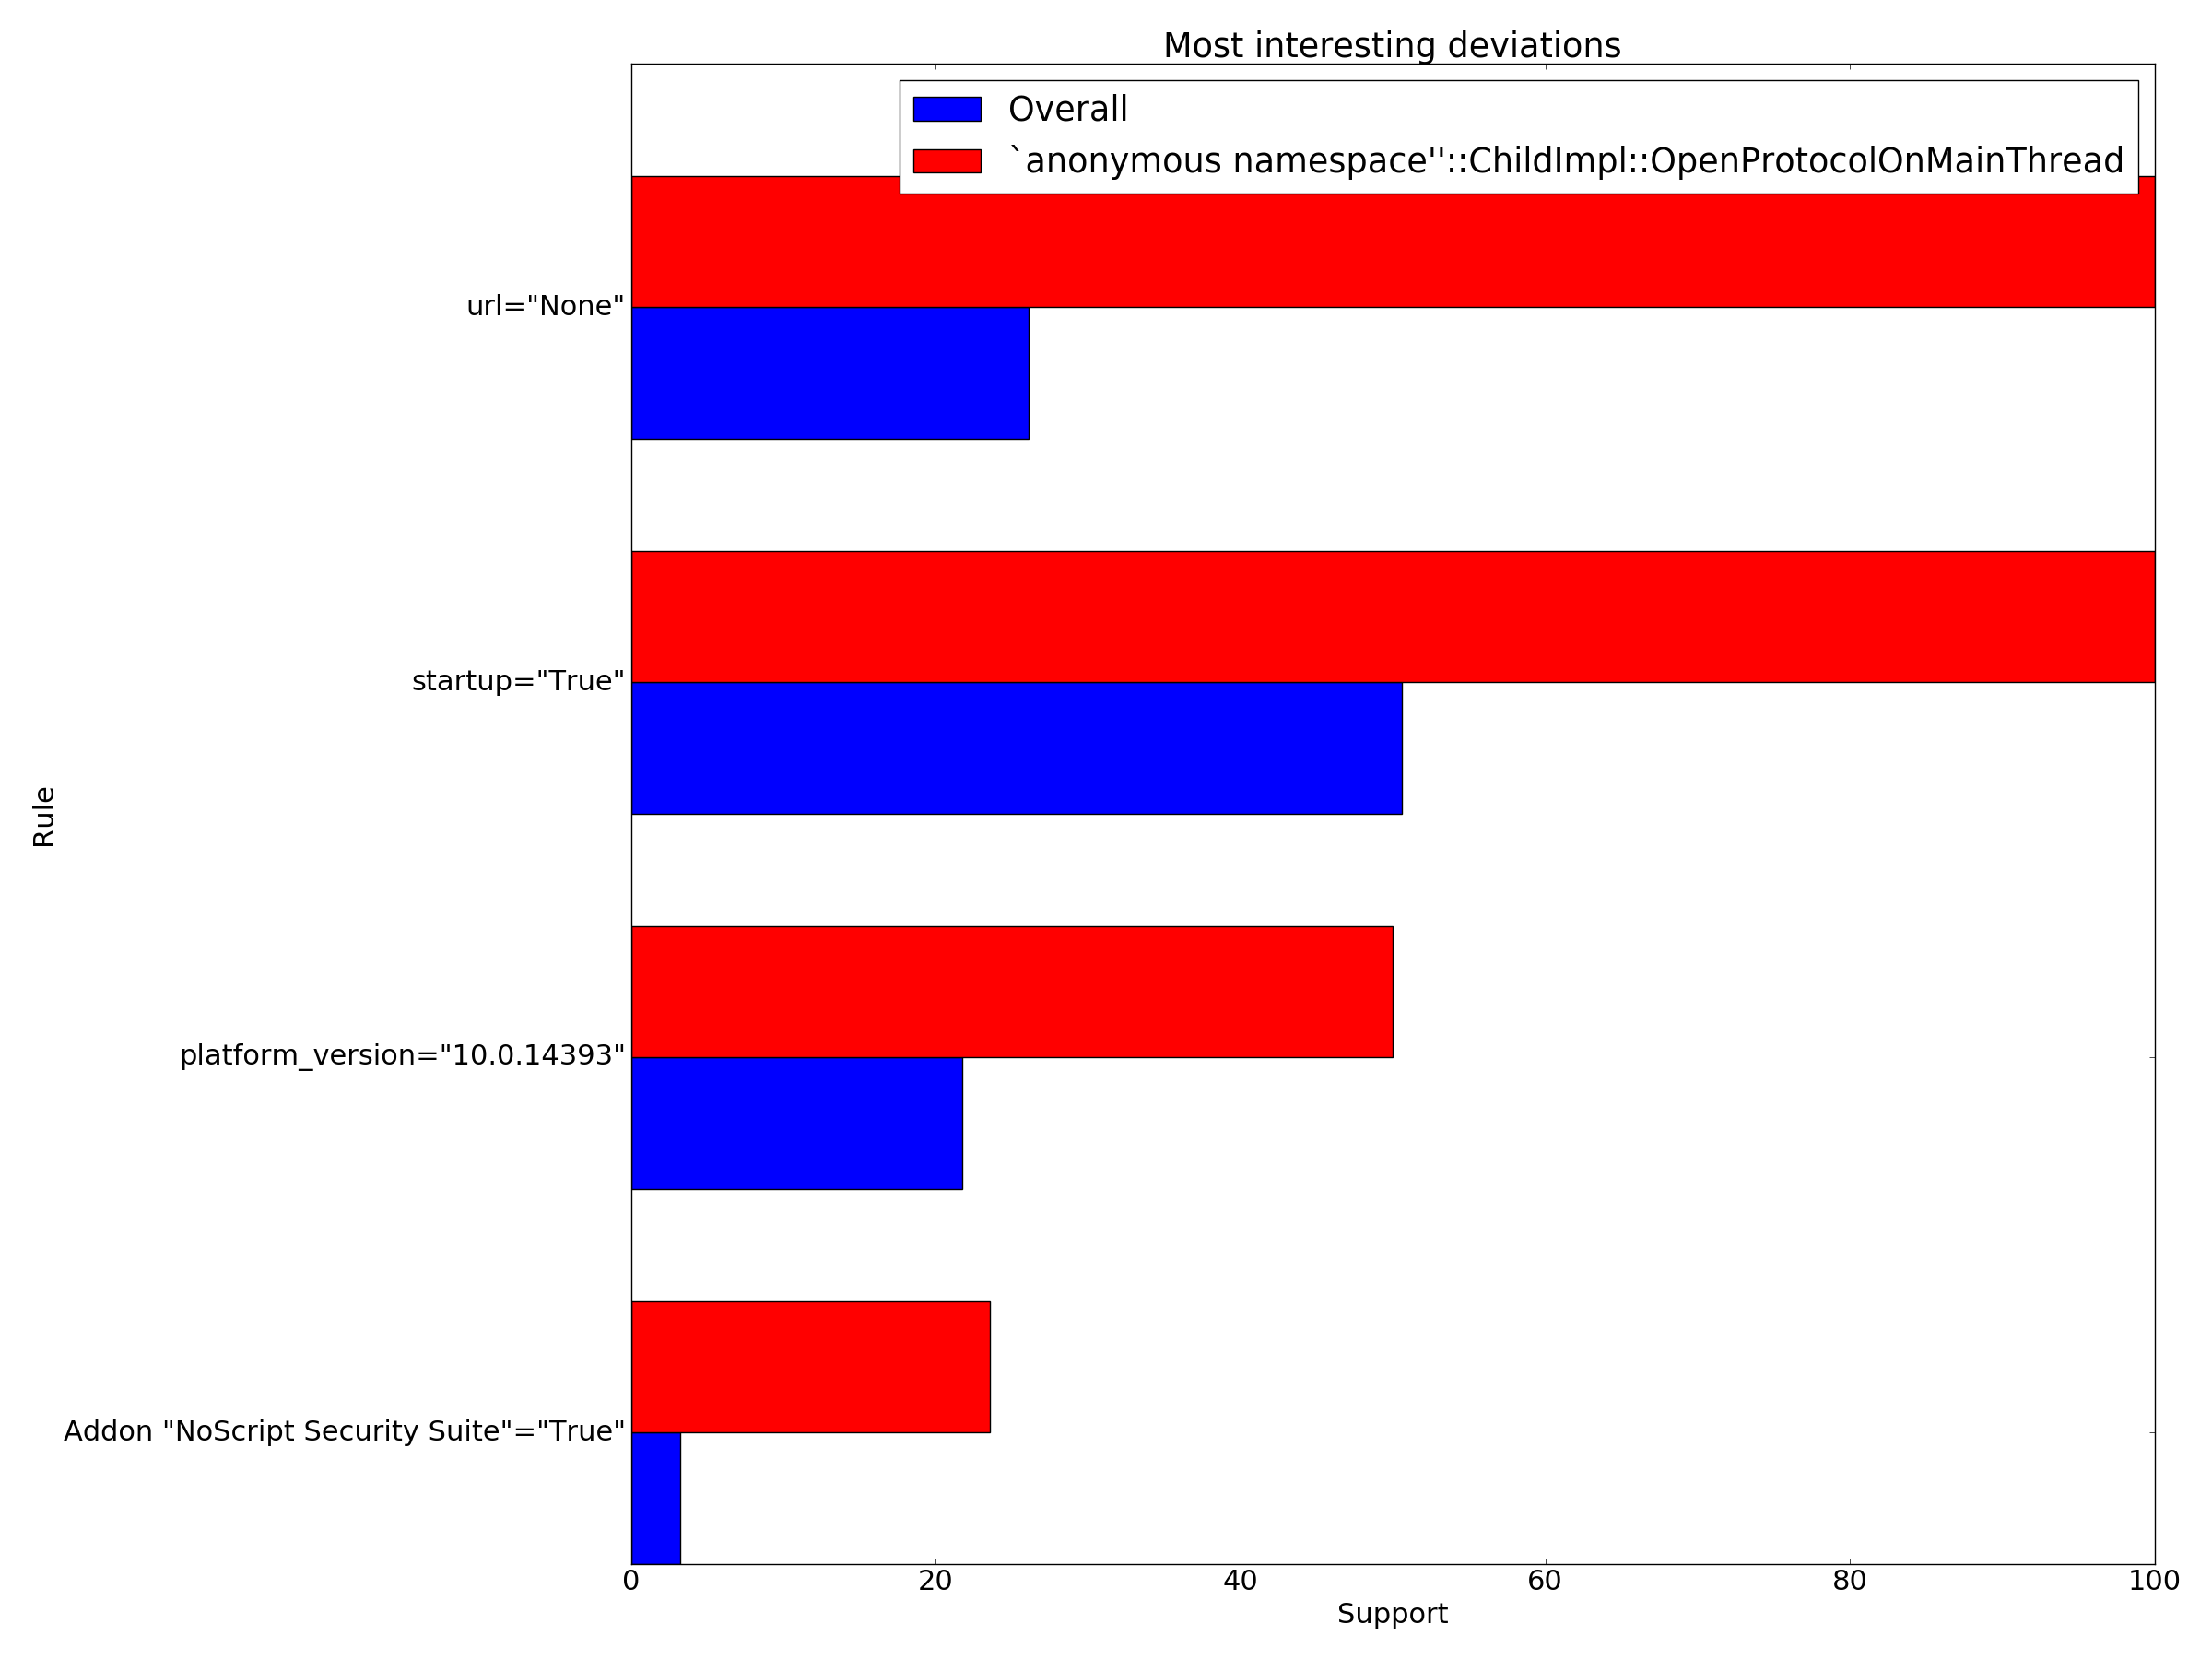 Most interesting deviations
Overall
`anonymous namespace''::ChildImpl::OpenProtocolOnMainThread
url="None"
startup="True"
Rule
platform_version="10.0.14393"
Addon "NoScript Security Suite"="True"
0 20 40 60 80 100
Support